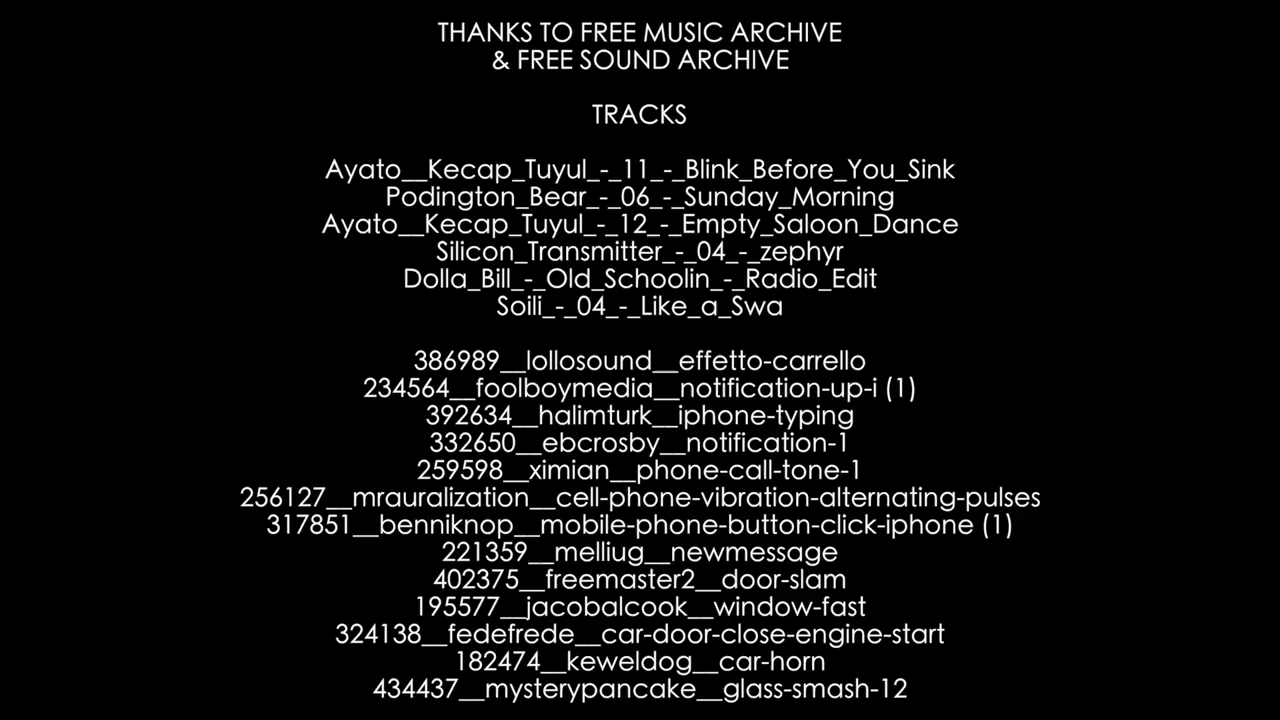 THANKS TO FREE MUSIC ARCHIVE
& FREE SOUND ARCHIVE
TRACKS
Ayato__Kecap_Tuyul_-_11_-_Blink_Before_You_Sink
Podington_Bear_-_06_-_Sunday_Morning
Ayato__Kecap_Tuyul_-_12_-_Empty_Saloon_Dance
Silicon_Transmitter_-_04_-_zephyr
Dolla_Bill_-_Old_Schoolin_-_Radio_Edit
Soili_-_04_-_Like_a_Swa
386989__lollosound__effetto-carrello
234564__foolboymedia__notification-up-i (1)
392634__halimturk__iphone-typing
332650__ebcrosby__notification-1
259598__ximian__phone-call-tone-1
256127__mrauralization__cell-phone-vibration-alternating-pulses
317851__benniknop__mobile-phone-button-click-iphone (1)
221359__melliug__newmessage
402375__freemaster2__door-slam
195577__jacobalcook__window-fast
324138__fedefrede__car-door-close-engine-start
182474__keweldog__car-horn
434437__mysterypancake__glass-smash-12